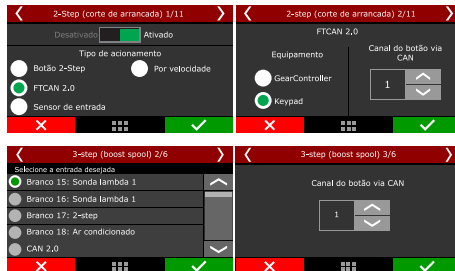 2-Step (corte de arrancada) 1/11
Desativado Ativado
Tipo de acionamento
Botão 2-Step Por velocidade
FTCAN 2.0
Sensor de entrada
2-step (corte de arrancada) 2/11
FTCAN 2.0
Equipamento
Canal do botão via
CAN
GearController
Keypad
1
3-step (boost spool) 2/6
Selecione a entrada desejada
Branco 15: Sonda lambda 1
Branco 16: Sonda lambda 1
Branco 17: 2-step
Branco 18: Ar condicionado
CAN 2.0
3-step (boost spool) 3/6
Canal do botão via CAN
1